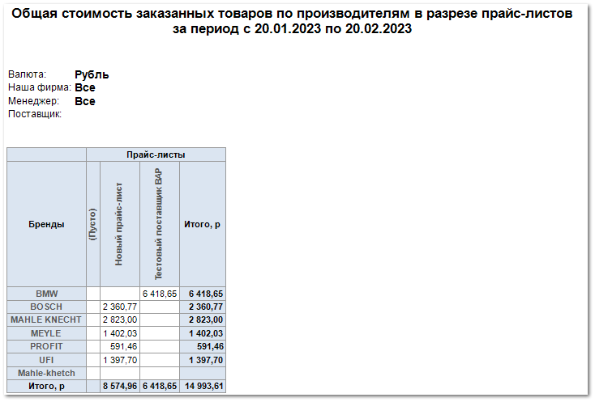 Общая стоимость заказанных товаров по производителям в разрезе прайс-листов
за период с 20.01.2023 по 20.02.2023
Валюта: Рубль
Наша фирма: Все
Менеджер: Все
Поставщик:
Прайс-листы
Бренды (Пусто) Новый прайс-лист Тестовый поставщик ВАР Итого, р
BMW 6 418,65 6 418,65
BOSCH 2 360,77 2 360,77
MAHLE KNECHT 2 823,00 2 823,00
MEYLE 1 402,03 1 402,03
PROFIT 591,46 591,46
UFI 1 397,70 1 397,70
Mahle-khetch
Итого, р 8 574,96 6 418,65 14 993,61